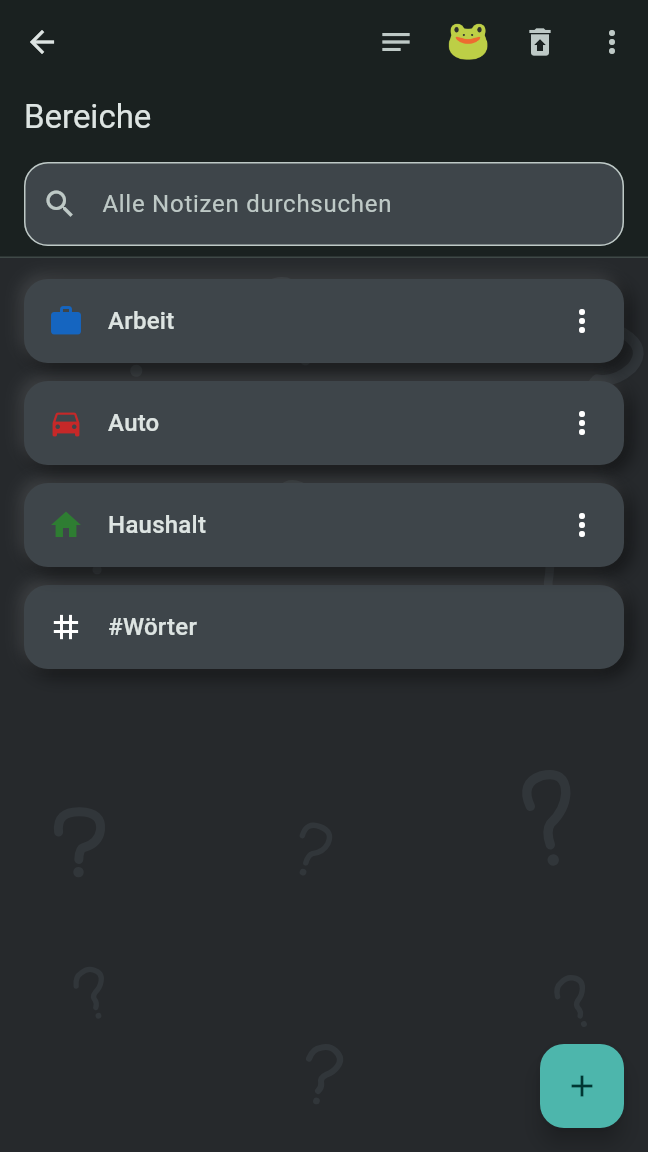 Bereiche
Alle Notizen durchsuchen
Arbeit
Auto
Haushalt
#Wörter